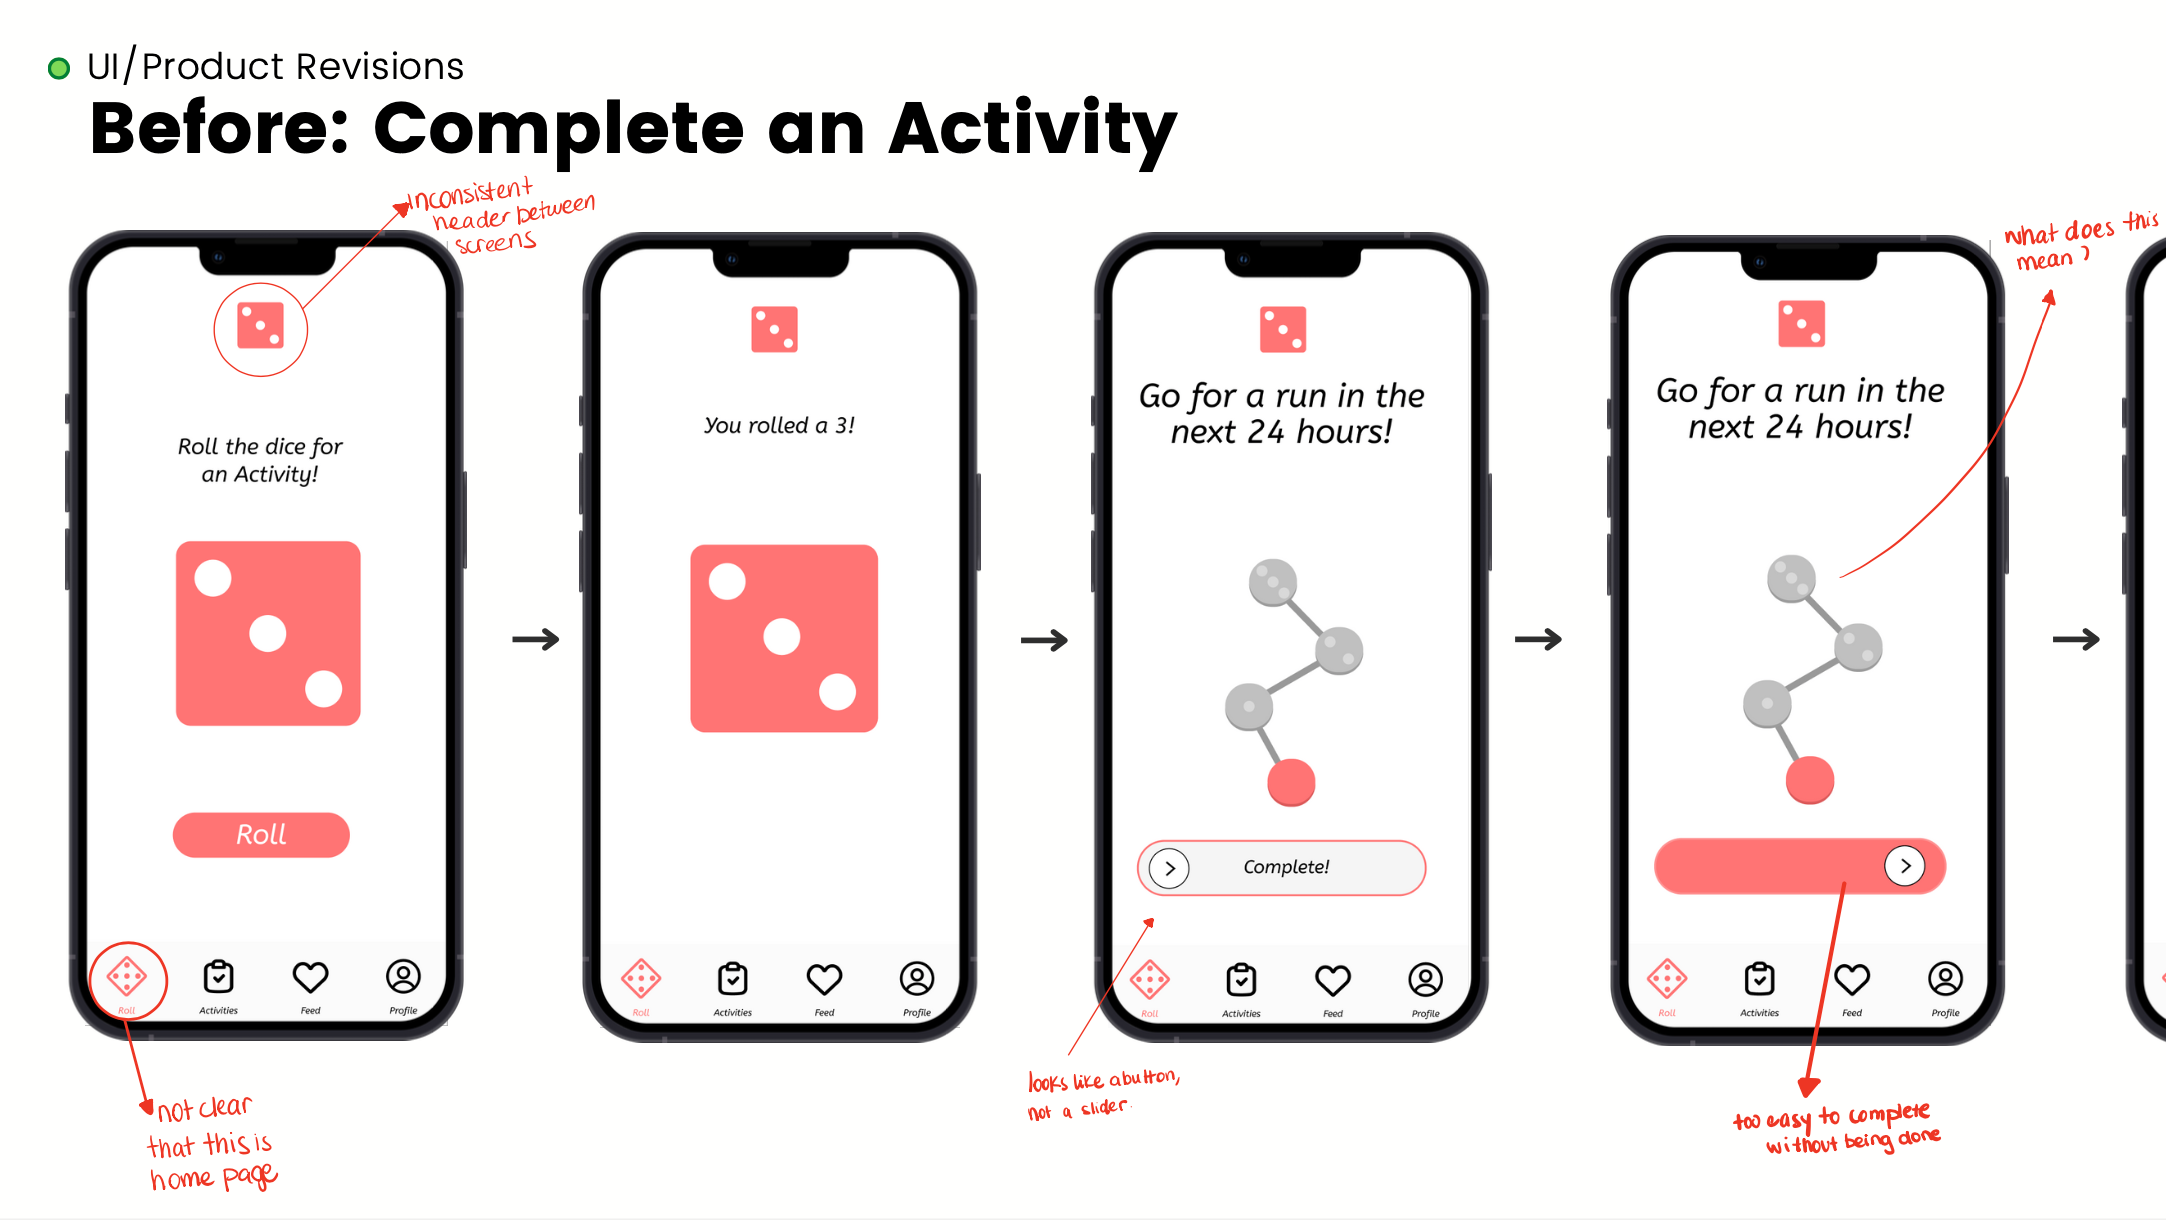 UI/Product Revisions
Before: Complete an Activity
inconsistent
header between
screens
what does this
mean?
Roll the dice for
an Activity!
Roll
Roll
Activities
Feed
Profile
not clear
that this is
home page
You rolled a 3!
Roll
Activities
Feed
Profile
Go for a run in the
next 24 hours!
Complete!
Roll
Activities
Feed
Profile
looks like a button,
not a slider.
Go for a run in the
next 24 hours!
Roll
Activities
Feed
Profile
too easy to complete
without being done